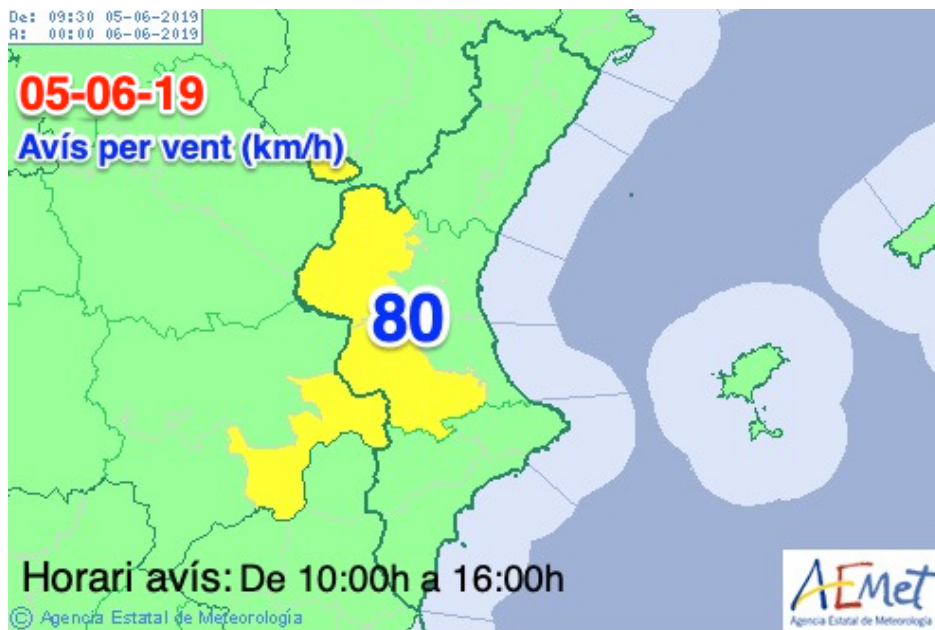 De: 09:30 05-06-2019
A: 00:00 06-06-2019
05-06-19
Avís per vent (km/h)
80
Horari avís: De 10:00h a 16:00h
© Agencia Estatal de Meteorología
AEMet
Agencia Estatal de Meteorología